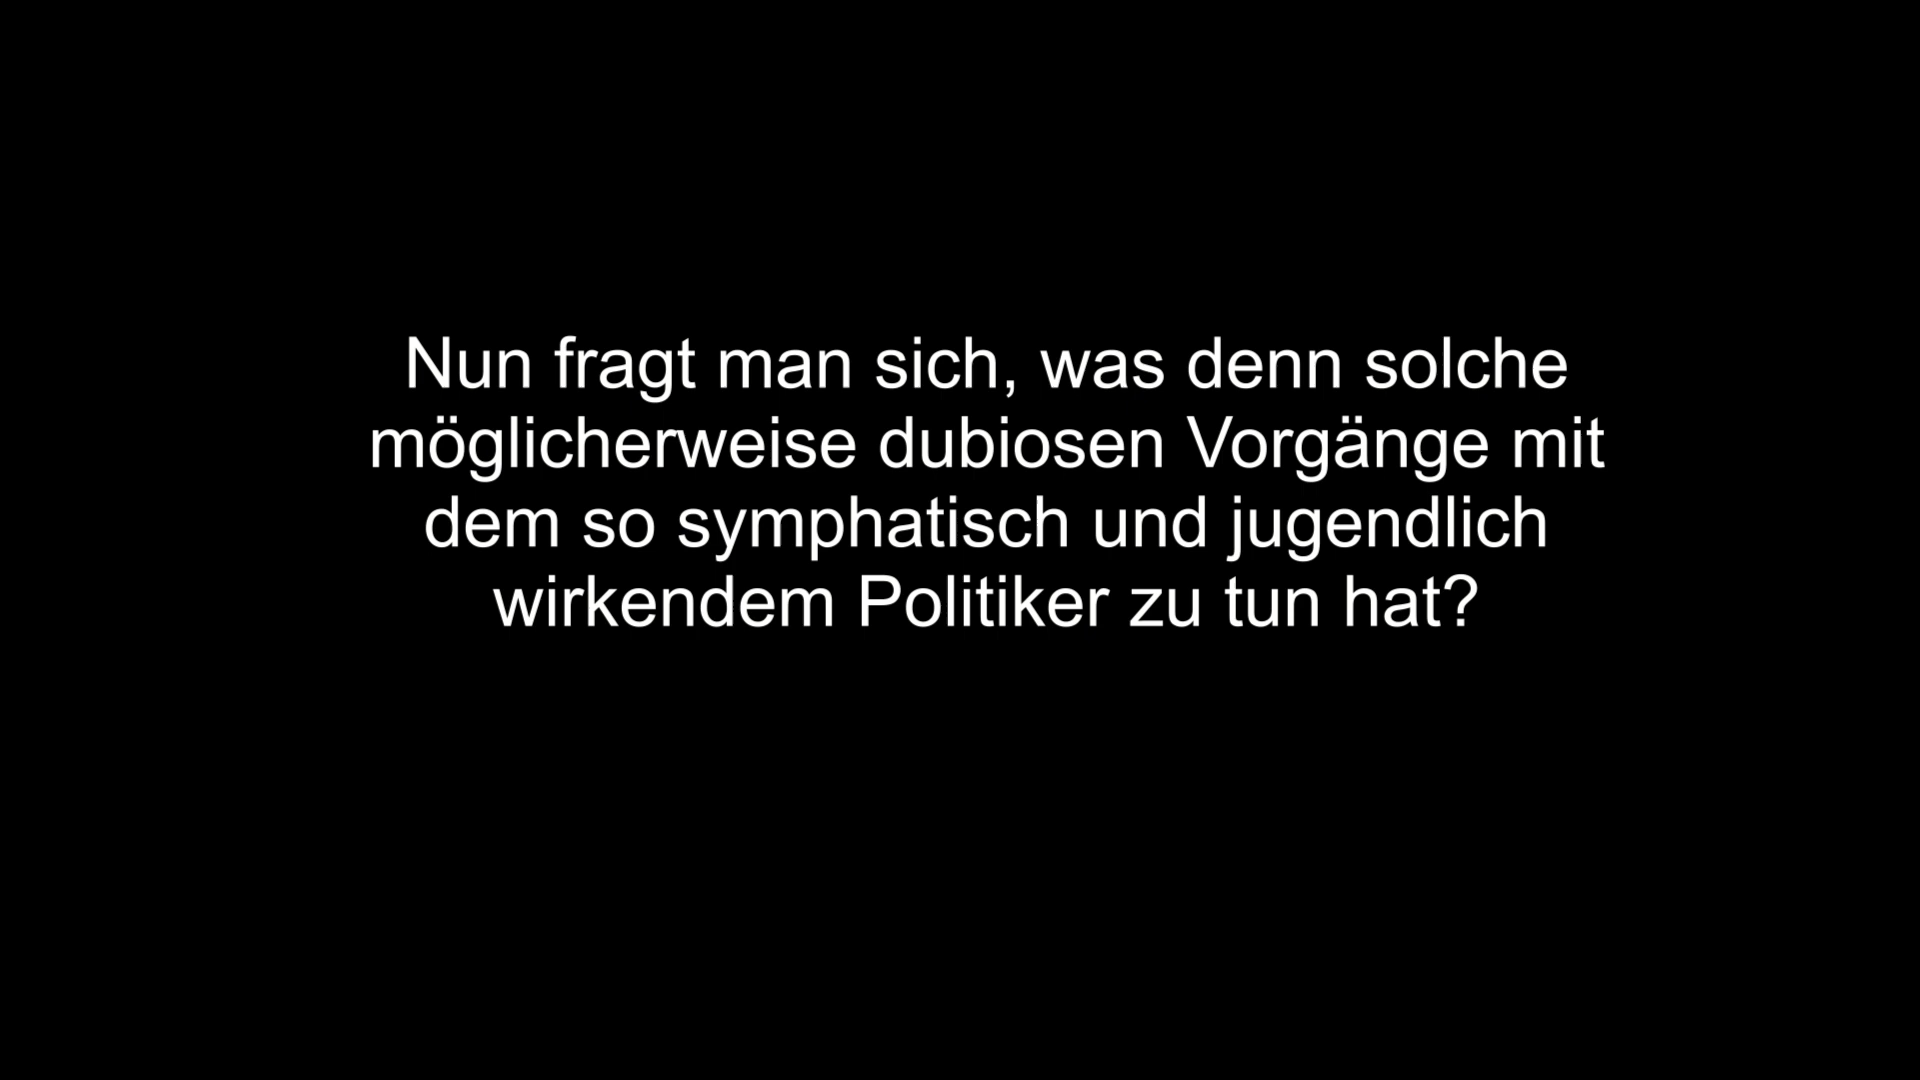 Nun fragt man sich, was denn solche
möglicherweise dubiosen Vorgänge mit
dem so symphatisch und jugendlich
wirkendem Politiker zu tun hat?